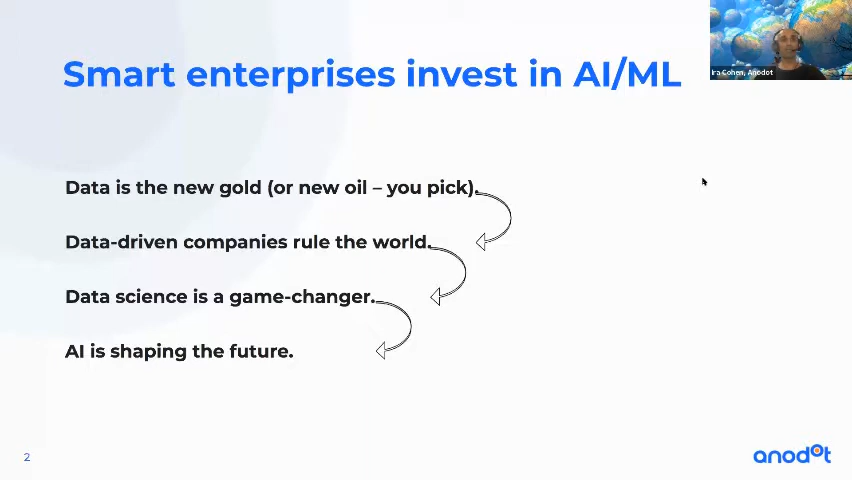 Smart enterprises invest in AI/ML
Ira Cohen, Anodot
Data is the new gold (or new oil – you pick).
Data-driven companies rule the world.
Data science is a game-changer.
AI is shaping the future.
2
anodot